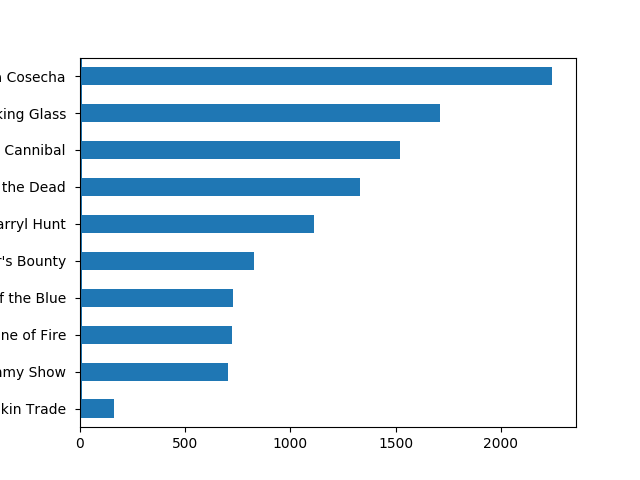 Cosecha
king Glass
Cannibal
the Dead
arryl Hunt
r's Bounty
f the Blue
ne of Fire
my Show
kin Trade
0 500 1000 1500 2000